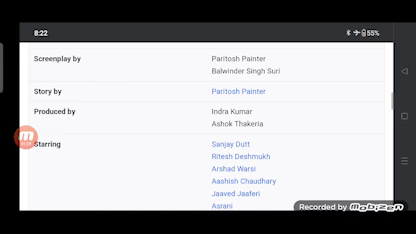 8:22
55%
Screenplay by Paritosh Painter
Balwinder Singh Suri
Story by Paritosh Painter
Produced by Indra Kumar
Ashok Thakeria
Starring Sanjay Dutt
Ritesh Deshmukh
Arshad Warsi
Aashish Chaudhary
Jaaved Jaaferi
Asrani
Recorded by Mobizen